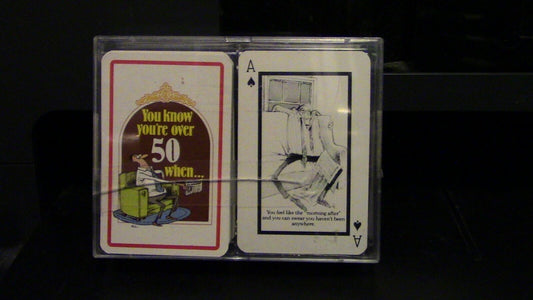 You know
you're over
50
when...
A
"You feel like the "morning after"
and you can swear you haven't been
anywhere.
A